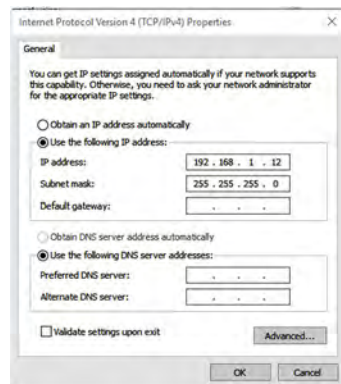 Internet Protocol Version 4 (TCP/IPv4) Properties
General
You can get IP settings assigned automatically if your network supports
this capability. Otherwise, you need to ask your network administrator
for the appropriate IP settings.
Obtain an IP address automatically
Use the following IP address:
IP address: 192 . 168 . 1 . 12
Subnet mask: 255 . 255 . 255 . 0
Default gateway: . . .
Obtain DNS server address automatically
Use the following DNS server addresses:
Preferred DNS server: . . .
Alternate DNS server: . . .
Validate settings upon exit
Advanced...
OK Cancel